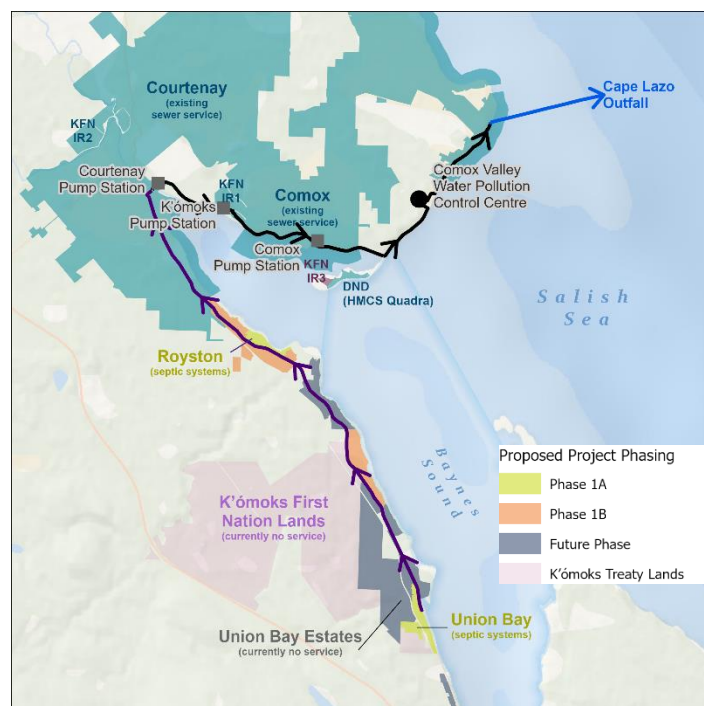 Courtenay
(existing
sewer service)
Cape Lazo
Outfall
KFN
IR2
Courtenay
Pump Station
KFN
IR1
K'ómoks
Pump Station
Comox
(existing
sewer service)
Comox
Pump Station
KFN
IR3
DND
(HMCS Quadra)
Comox Valley
Water Pollution
Control Centre
Salish
Sea
Royston
(septic systems)
Baynes
Sound
K'ómoks First
Nation Lands
(currently no service)
Union Bay Estates
(currently no service)
Union Bay
(septic systems)
Proposed Project Phasing
Phase 1A
Phase 1B
Future Phase
K'ómoks Treaty Lands